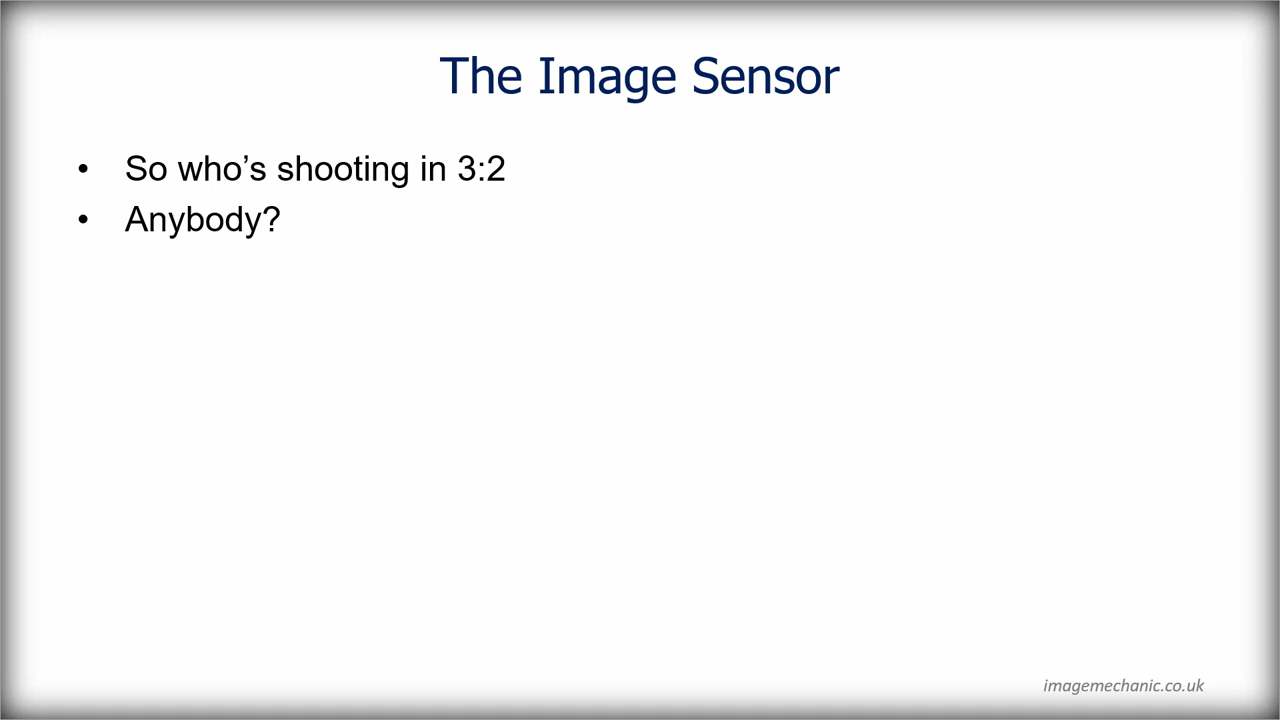 The Image Sensor
• So who’s shooting in 3:2
• Anybody?
imagemechanic.co.uk